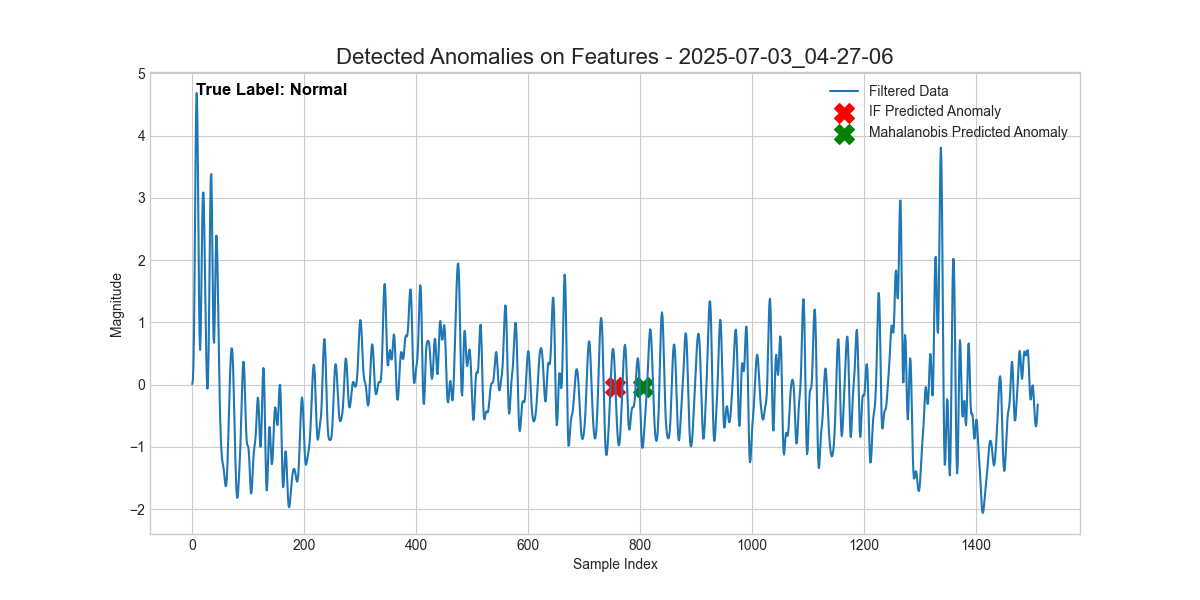 Detected Anomalies on Features - 2025-07-03_04-27-06
True Label: Normal
Filtered Data
IF Predicted Anomaly
Mahalanobis Predicted Anomaly
Magnitude
5
4
3
2
1
0
−1
−2
0 200 400 600 800 1000 1200 1400
Sample Index